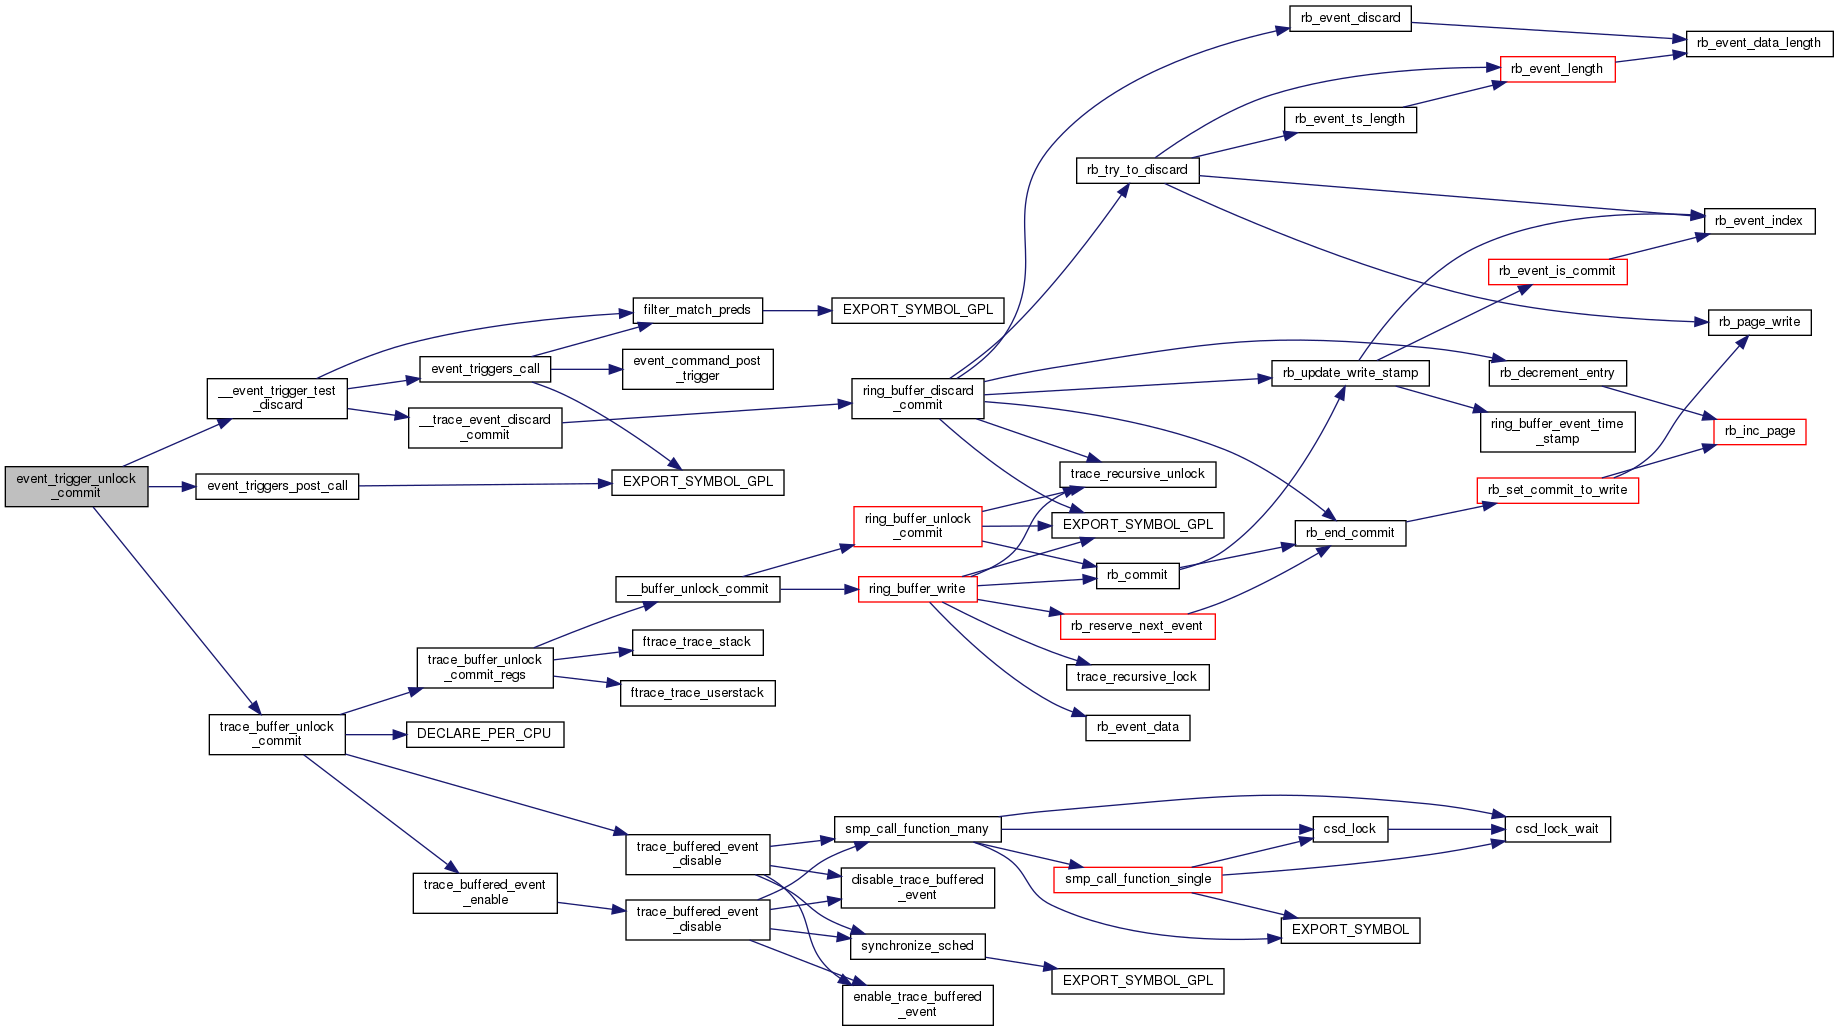 rb_event_discard
rb_event_data_length
rb_event_length
rb_event_ts_length
rb_try_to_discard
rb_event_index
rb_event_is_commit
filter_match_preds
EXPORT_SYMBOL_GPL
rb_page_write
event_triggers_call
event_command_post
_trigger
rb_update_write_stamp
rb_decrement_entry
__event_trigger_test
_discard
ring_buffer_discard
_commit
__trace_event_discard
_commit
ring_buffer_event_time
_stamp
rb_inc_page
event_trigger_unlock
_commit
event_triggers_post_call
EXPORT_SYMBOL_GPL
trace_recursive_unlock
rb_set_commit_to_write
ring_buffer_unlock
_commit
EXPORT_SYMBOL_GPL
rb_end_commit
rb_commit
__buffer_unlock_commit
ring_buffer_write
rb_reserve_next_event
ftrace_trace_stack
trace_buffer_unlock
_commit_regs
trace_recursive_lock
ftrace_trace_userstack
rb_event_data
trace_buffer_unlock
_commit
DECLARE_PER_CPU
smp_call_function_many
csd_lock
csd_lock_wait
trace_buffered_event
_disable
smp_call_function_single
disable_trace_buffered
_event
trace_buffered_event
_enable
trace_buffered_event
_disable
EXPORT_SYMBOL
synchronize_sched
EXPORT_SYMBOL_GPL
enable_trace_buffered
_event